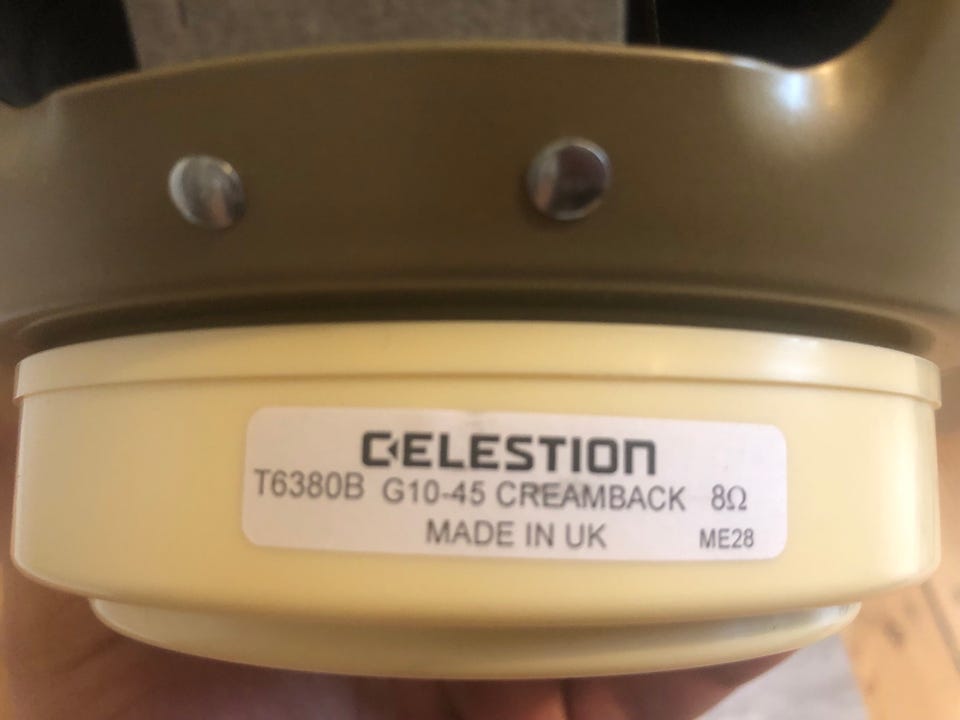 CELESTION
T6380B G10-45 CREAMBACK 8Ω
MADE IN UK ME28